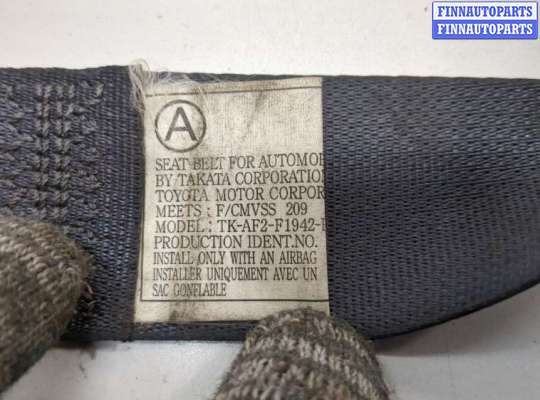 FINNAUTOPARTS
FINNAUTOPARTS
A
SEAT BELT FOR AUTOMOB
BY TAKATA CORPORATION
TOYOTA MOTOR CORPOR
MEETS : F/CMVSS 209
MODEL : TK-AF2-F1942-
PRODUCTION IDENT.NO.
INSTALL ONLY WITH AN AIRBAG
INSTALLER UNIQUEMENT AVEC UN
SAC GONFLABLE